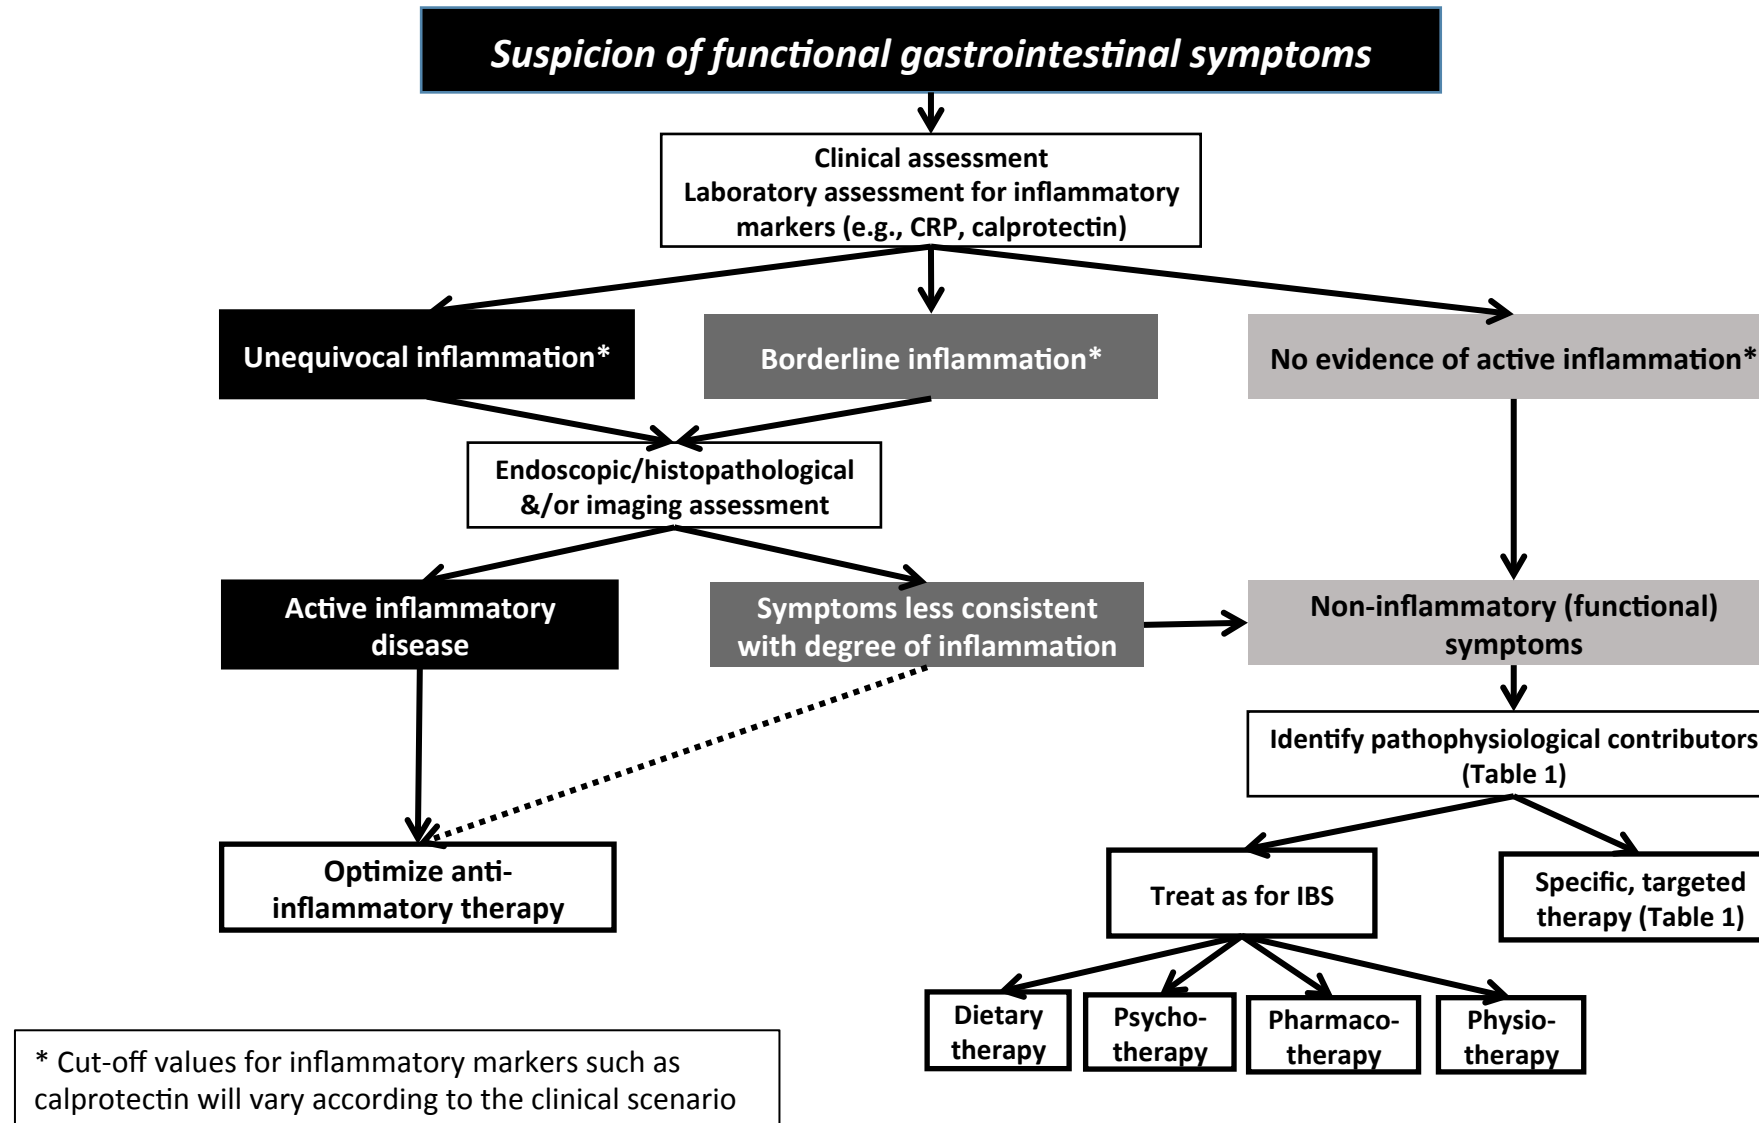 Suspicion of functional gastrointestinal symptoms
Clinical assessment
Laboratory assessment for inflammatory
markers (e.g., CRP, calprotectin)
Unequivocal inflammation*
Borderline inflammation*
No evidence of active inflammation*
Endoscopic/histopathological
&/or imaging assessment
Active inflammatory
disease
Symptoms less consistent
with degree of inflammation
Non-inflammatory (functional)
symptoms
Identify pathophysiological contributors
(Table 1)
Optimize anti-
inflammatory therapy
Treat as for IBS
Specific, targeted
therapy (Table 1)
Dietary
therapy
Psycho-
therapy
Pharmaco-
therapy
Physio-
therapy
* Cut-off values for inflammatory markers such as
calprotectin will vary according to the clinical scenario